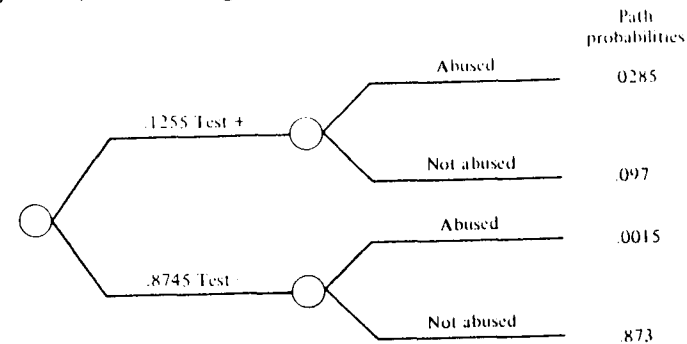 Path
probabilities
Abused
.0285
.1255 Test +
Not abused
.097
Abused
.0015
.8745 Test -
Not abused
.873